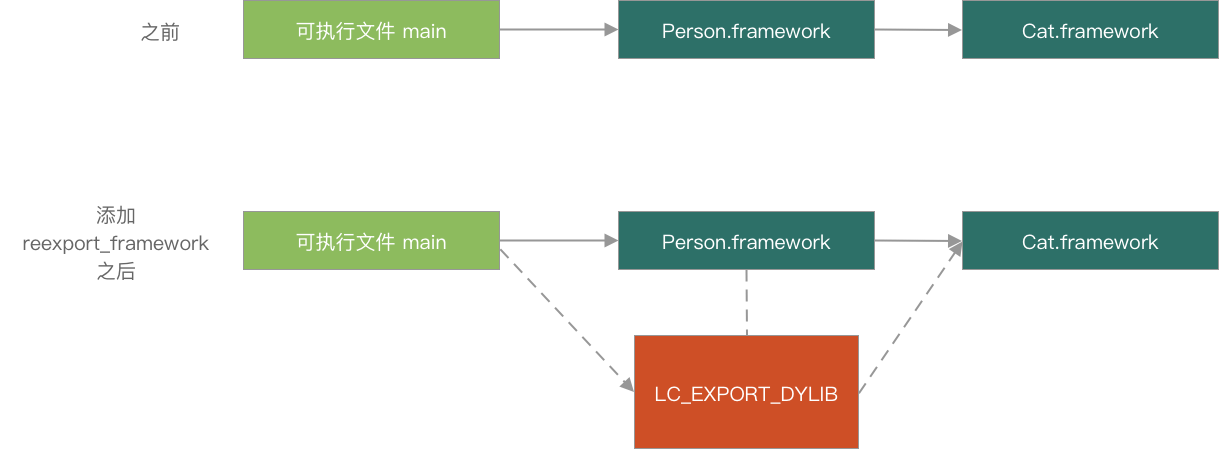 之前
可执行文件 main
Person.framework
Cat.framework
添加
reexport_framework
之后
可执行文件 main
Person.framework
Cat.framework
LC_EXPORT_DYLIB